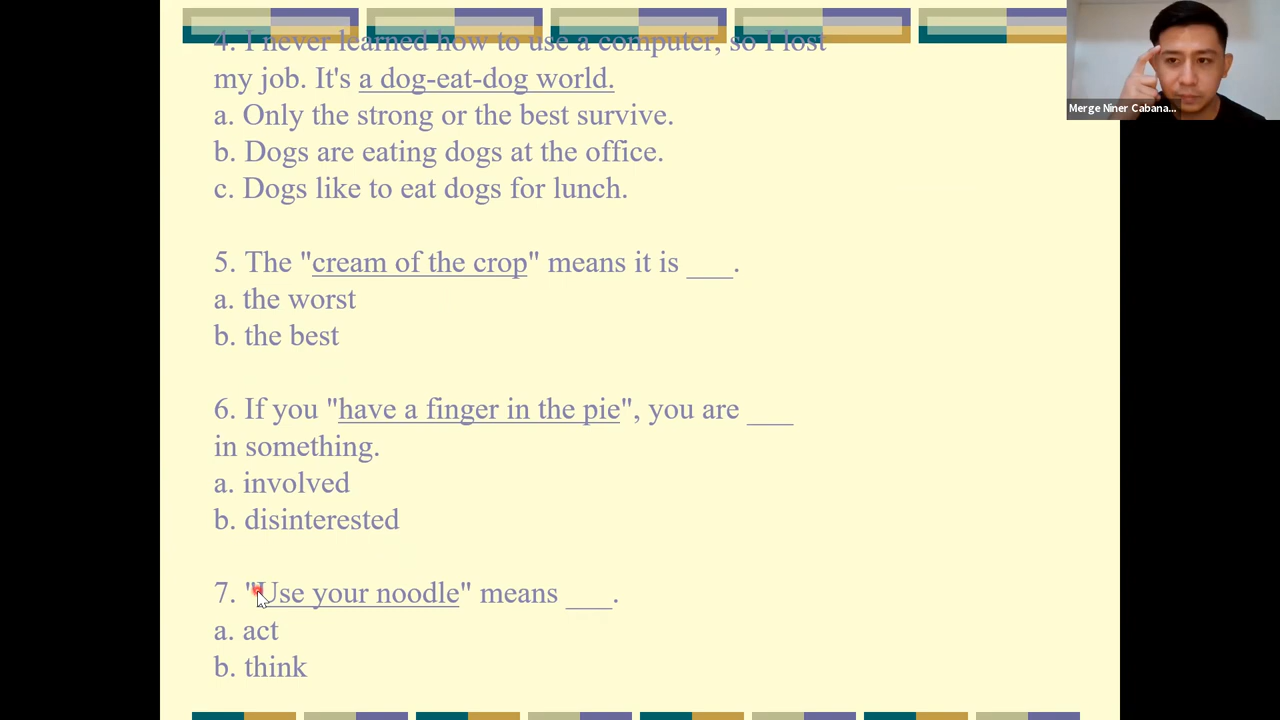 4. I never learned how to use a computer, so I lost
my job. It's a dog-eat-dog world.
a. Only the strong or the best survive.
b. Dogs are eating dogs at the office.
c. Dogs like to eat dogs for lunch.
5. The "cream of the crop" means it is ___.
a. the worst
b. the best
6. If you "have a finger in the pie", you are ___
in something.
a. involved
b. disinterested
7. "Use your noodle" means ___.
a. act
b. think
Merge Niner Cabana...